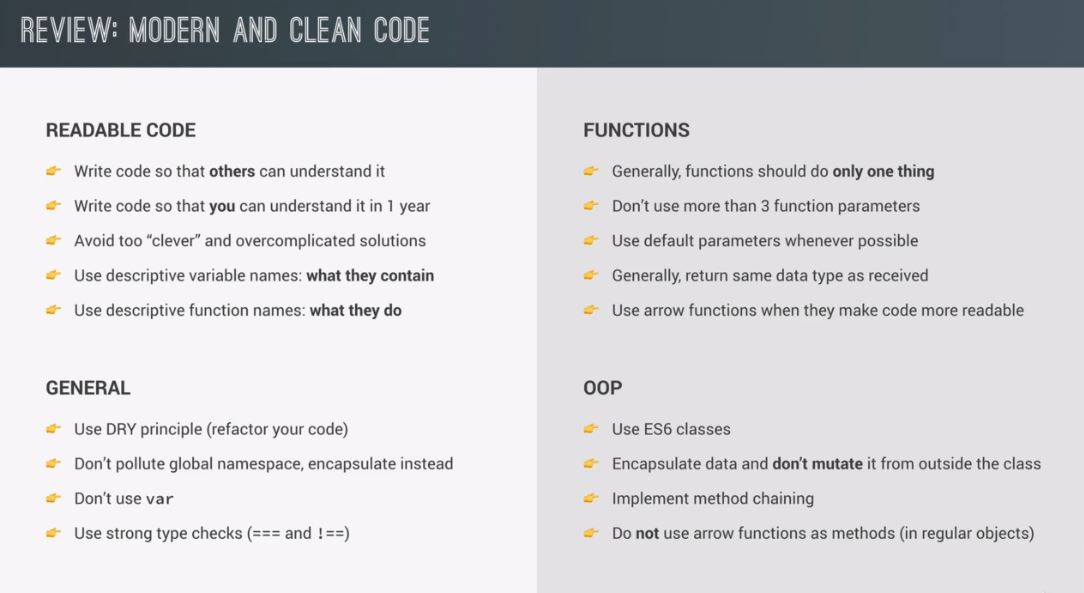 REVIEW: MODERN AND CLEAN CODE
READABLE CODE
👉 Write code so that others can understand it
👉 Write code so that you can understand it in 1 year
👉 Avoid too “clever” and overcomplicated solutions
👉 Use descriptive variable names: what they contain
👉 Use descriptive function names: what they do
GENERAL
👉 Use DRY principle (refactor your code)
👉 Don’t pollute global namespace, encapsulate instead
👉 Don’t use var
👉 Use strong type checks (=== and !==)
FUNCTIONS
👉 Generally, functions should do only one thing
👉 Don’t use more than 3 function parameters
👉 Use default parameters whenever possible
👉 Generally, return same data type as received
👉 Use arrow functions when they make code more readable
OOP
👉 Use ES6 classes
👉 Encapsulate data and don’t mutate it from outside the class
👉 Implement method chaining
👉 Do not use arrow functions as methods (in regular objects)